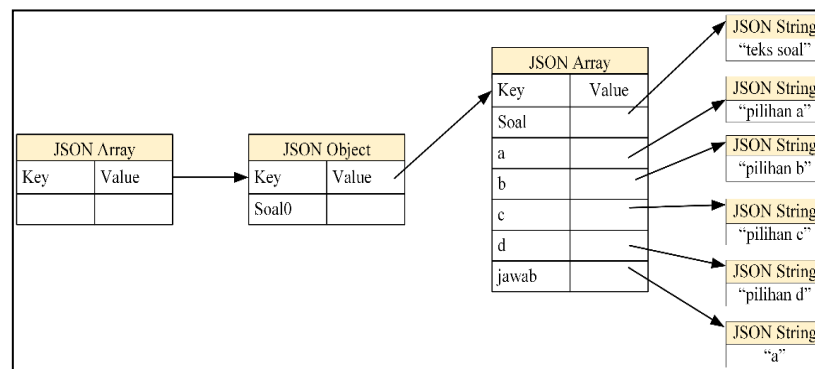 JSON Array
Key Value
JSON Object
Key Value
Soal0
JSON Array
Key Value
Soal
a
b
c
d
jawab
JSON String
“teks soal”
JSON String
“pilihan a”
JSON String
“pilihan b”
JSON String
“pilihan c”
JSON String
“pilihan d”
JSON String
“a”